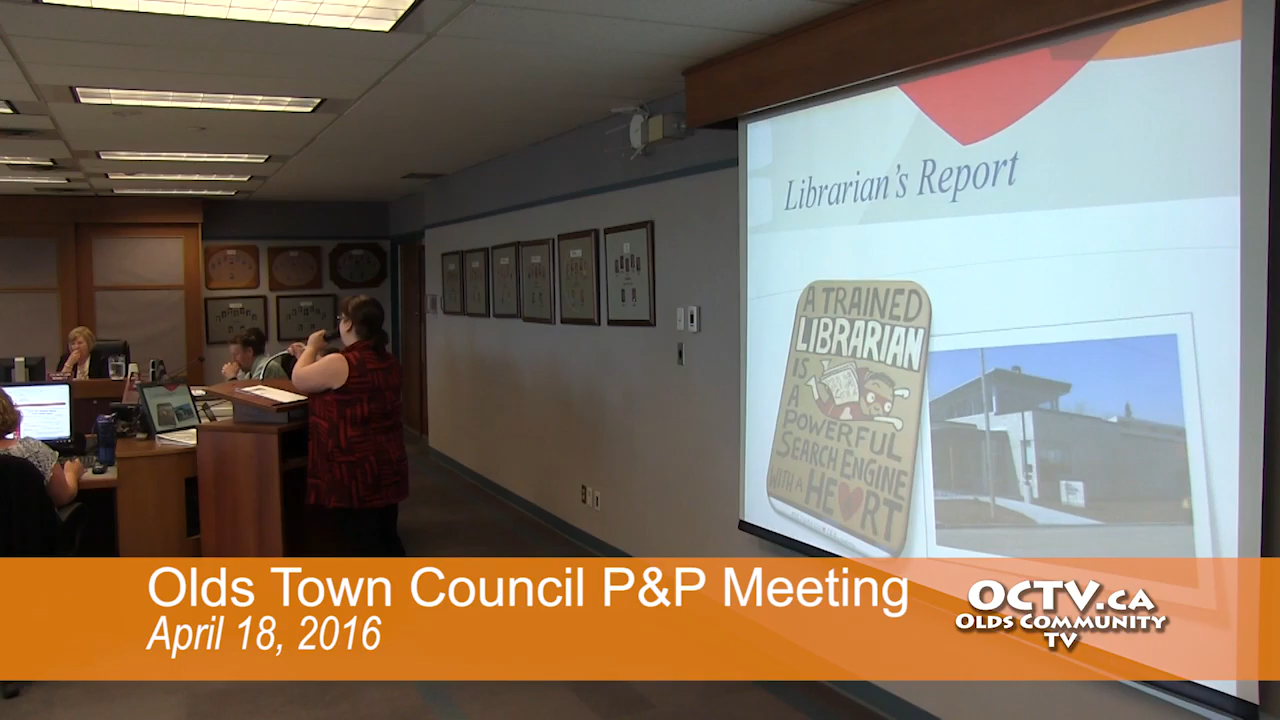 Librarian's Report
A TRAINED
LIBRARIAN
IS
A
POWERFUL
SEARCH ENGINE
WITH A HEART
Olds Town Council P&P Meeting
April 18, 2016
OCTV.CA
OLDS COMMUNITY
TV